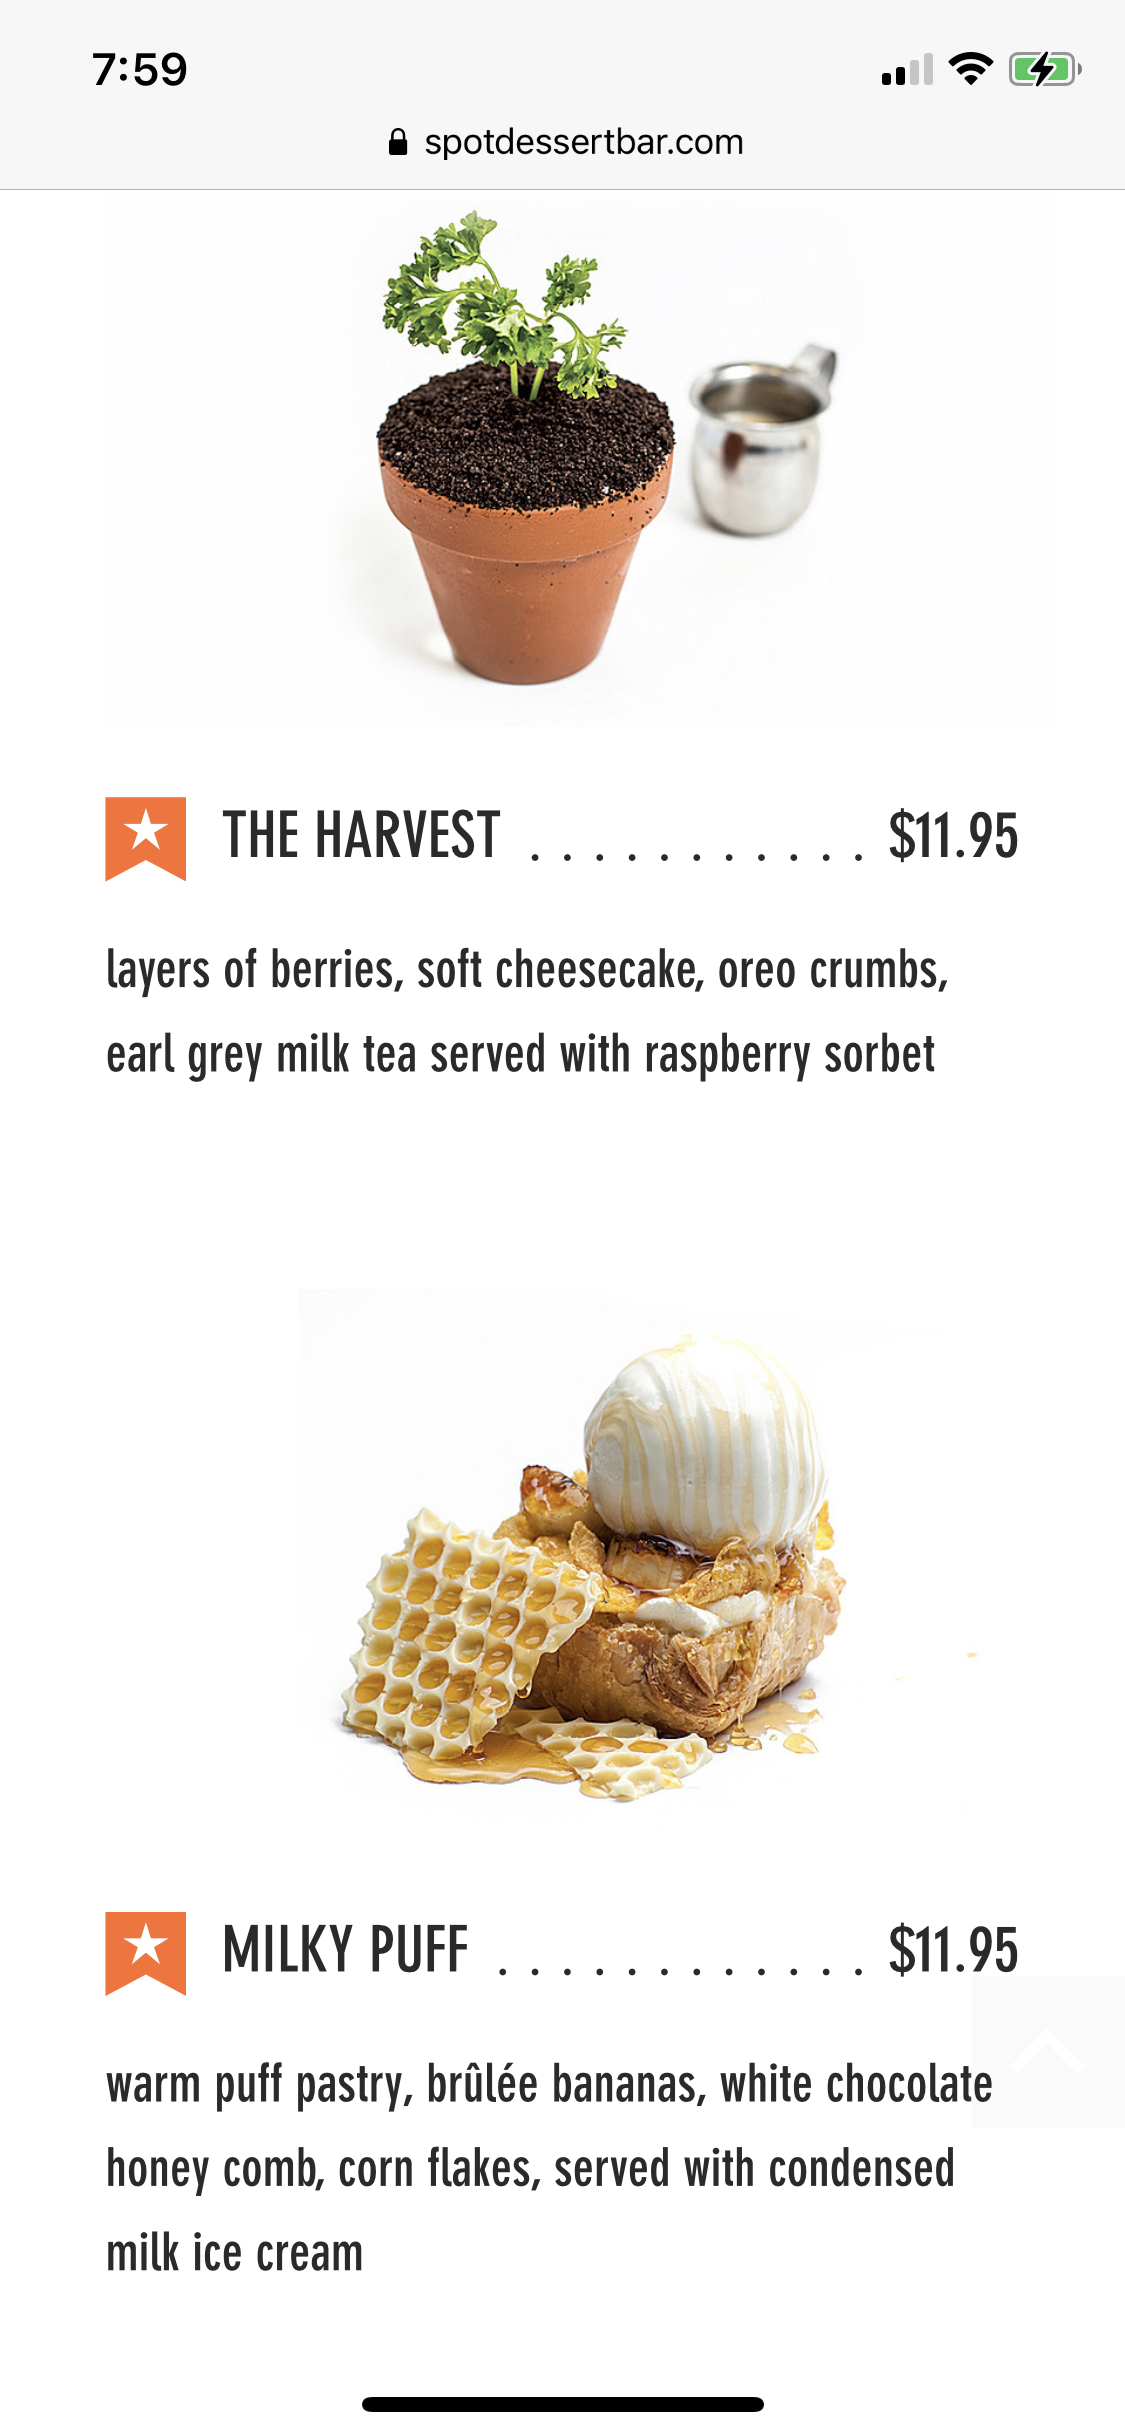 7:59
spotdessertbar.com
THE HARVEST . . . . . . . . . . . $11.95
layers of berries, soft cheesecake, oreo crumbs,
earl grey milk tea served with raspberry sorbet
MILKY PUFF . . . . . . . . . . . . $11.95
warm puff pastry, brûlée bananas, white chocolate
honey comb, corn flakes, served with condensed
milk ice cream